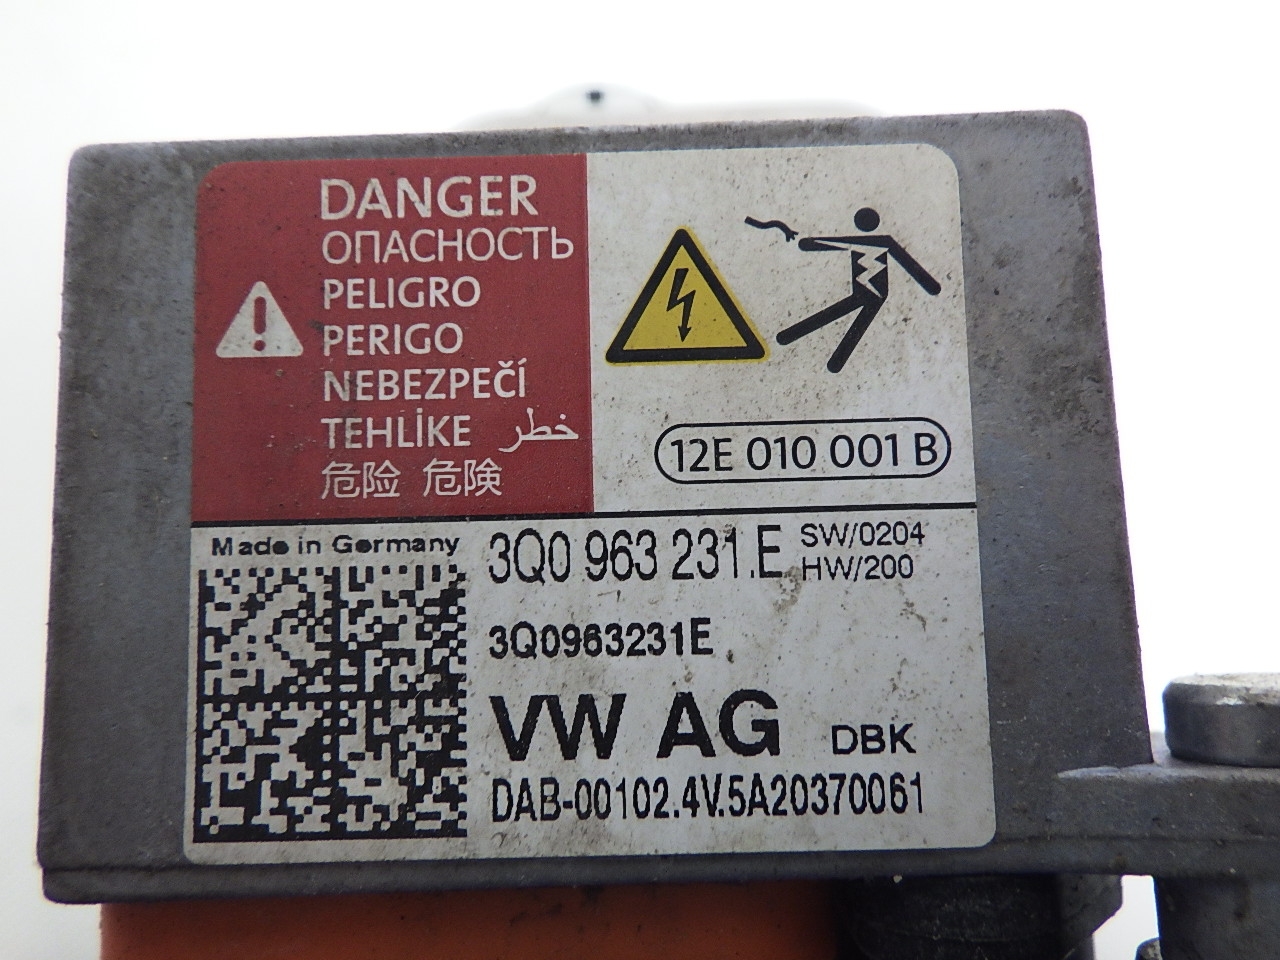 DANGER
ОПАСНОСТЬ
PELIGRO
PERIGO
NEBEZPEČÍ
TEHLİKE خطر
危险 危険
12E 010 001 B
Made in Germany
3Q0 963 231.E SW/0204
HW/200
3Q0963231E
VW AG DBK
DAB-00102.4V.5A20370061